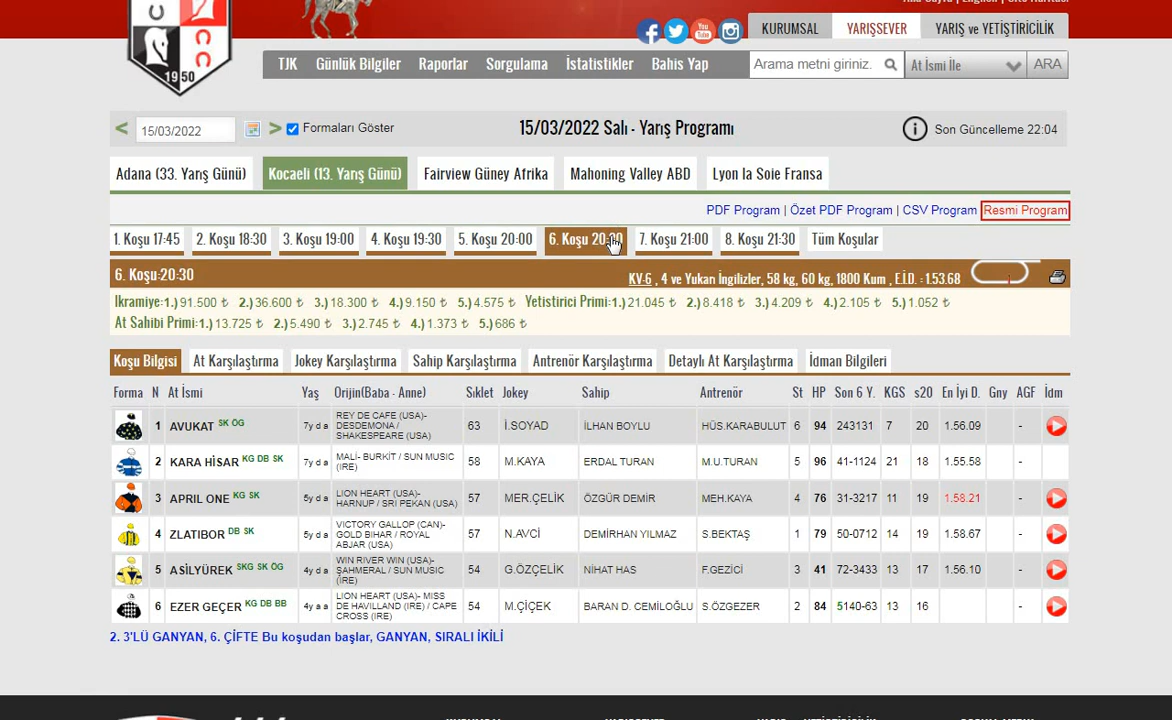 Ana Sayfa | English | Site Haritası
C C C 1950
You Tube
KURUMSAL YARIŞSEVER YARIŞ ve YETİŞTİRİCİLİK
TJK Günlük Bilgiler Raporlar Sorgulama İstatistikler Bahis Yap Arama metni giriniz. At İsmi İle ARA
< 15/03/2022 > Formaları Göster 15/03/2022 Salı - Yarış Programı Son Güncelleme 22:04
Adana (33. Yarış Günü) Kocaeli (13. Yarış Günü) Fairview Güney Afrika Mahoning Valley ABD Lyon la Soie Fransa
PDF Program | Özet PDF Program | CSV Program Resmi Program
1. Koşu 17:45 2. Koşu 18:30 3. Koşu 19:00 4. Koşu 19:30 5. Koşu 20:00 6. Koşu 20:30 7. Koşu 21:00 8. Koşu 21:30 Tüm Koşular
6. Koşu:20:30 KV-6 , 4 ve Yukarı İngilizler, 58 kg, 60 kg, 1800 Kum , E.İ.D. : 1.53.68
İkramiye:1.) 91.500 ₺ 2.) 36.600 ₺ 3.) 18.300 ₺ 4.) 9.150 ₺ 5.) 4.575 ₺ Yetiştirici Primi:1.) 21.045 ₺ 2.) 8.418 ₺ 3.) 4.209 ₺ 4.) 2.105 ₺ 5.) 1.052 ₺
At Sahibi Primi:1.) 13.725 ₺ 2.) 5.490 ₺ 3.) 2.745 ₺ 4.) 1.373 ₺ 5.) 686 ₺
Koşu Bilgisi At Karşılaştırma Jokey Karşılaştırma Sahip Karşılaştırma Antrenör Karşılaştırma Detaylı At Karşılaştırma İdman Bilgileri
Forma N At İsmi Yaş Orijin(Baba - Anne) Sıklet Jokey Sahip Antrenör St HP Son 6 Y. KGS s20 En İyi D. Gny AGF İdm
1 AVUKAT SK ÖG 7y d a REY DE CAFE (USA)- DESDEMONA / SHAKESPEARE (USA) 63 İ.SOYAD İLHAN BOYLU HÜS.KARABULUT 6 94 243131 7 20 1.56.09 -
2 KARA HİSAR KG DB SK 7y d a MALİ- BURKİT / SUN MUSIC (IRE) 58 M.KAYA ERDAL TURAN M.U.TURAN 5 96 41-1124 21 18 1.55.58 -
3 APRIL ONE KG SK 5y d a LION HEART (USA)- HARNUP / SRI PEKAN (USA) 57 MER.ÇELİK ÖZGÜR DEMİR MEH.KAYA 4 76 31-3217 11 19 1.58.21 -
4 ZLATIBOR DB SK 5y d a VICTORY GALLOP (CAN)- GOLD BIHAR / ROYAL ABJAR (USA) 57 N.AVCİ DEMİRHAN YILMAZ S.BEKTAŞ 1 79 50-0712 14 19 1.58.67 -
5 ASİLYÜREK SKG SK ÖG 4y d a WIN RIVER WIN (USA)- ŞAHMERAL / SUN MUSIC (IRE) 54 G.ÖZÇELİK NİHAT HAS F.GEZİCİ 3 41 72-3433 13 17 1.56.10 -
6 EZER GEÇER KG DB BB 4y a a LION HEART (USA)- MISS DE HAVILLAND (IRE) / CAPE CROSS (IRE) 54 M.ÇİÇEK BARAN D. CEMİLOĞLU S.ÖZGEZER 2 84 5140-63 13 16 -
2. 3'LÜ GANYAN, 6. ÇİFTE Bu koşudan başlar, GANYAN, SIRALI İKİLİ